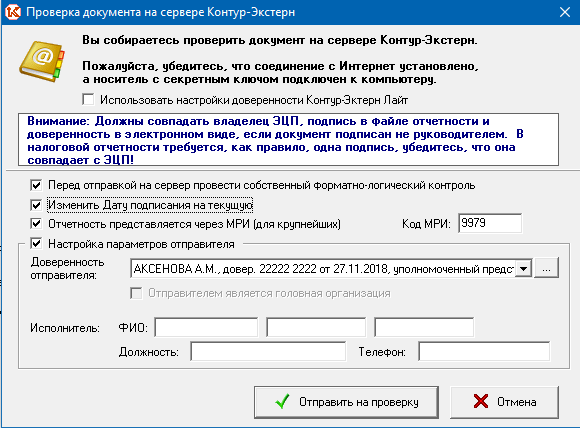 Проверка документа на сервере Контур-Экстерн
Вы собираетесь проверить документ на сервере Контур-Экстерн.
Пожалуйста, убедитесь, что соединение с Интернет установлено,
а носитель с секретным ключом подключен к компьютеру.
Использовать настройки доверенности Контур-Эктерн Лайт
Внимание: Должны совпадать владелец ЭЦП, подпись в файле отчетности и
доверенность в электронном виде, если документ подписан не руководителем. В
налоговой отчетности требуется, как правило, одна подпись, убедитесь, что она
совпадает с ЭЦП!
Перед отправкой на сервер провести собственный форматно-логический контроль
Изменить Дату подписания на текущую
Отчетность представляется через МРИ (для крупнейших) Код МРИ: 9979
Настройка параметров отправителя
Доверенность
отправителя: АКСЕНОВА А.М., довер. 22222 2222 от 27.11.2018, уполномоченный предст ...
Отправителем является головная организация
Исполнитель: ФИО:
Должность: Телефон:
Отправить на проверку Отмена